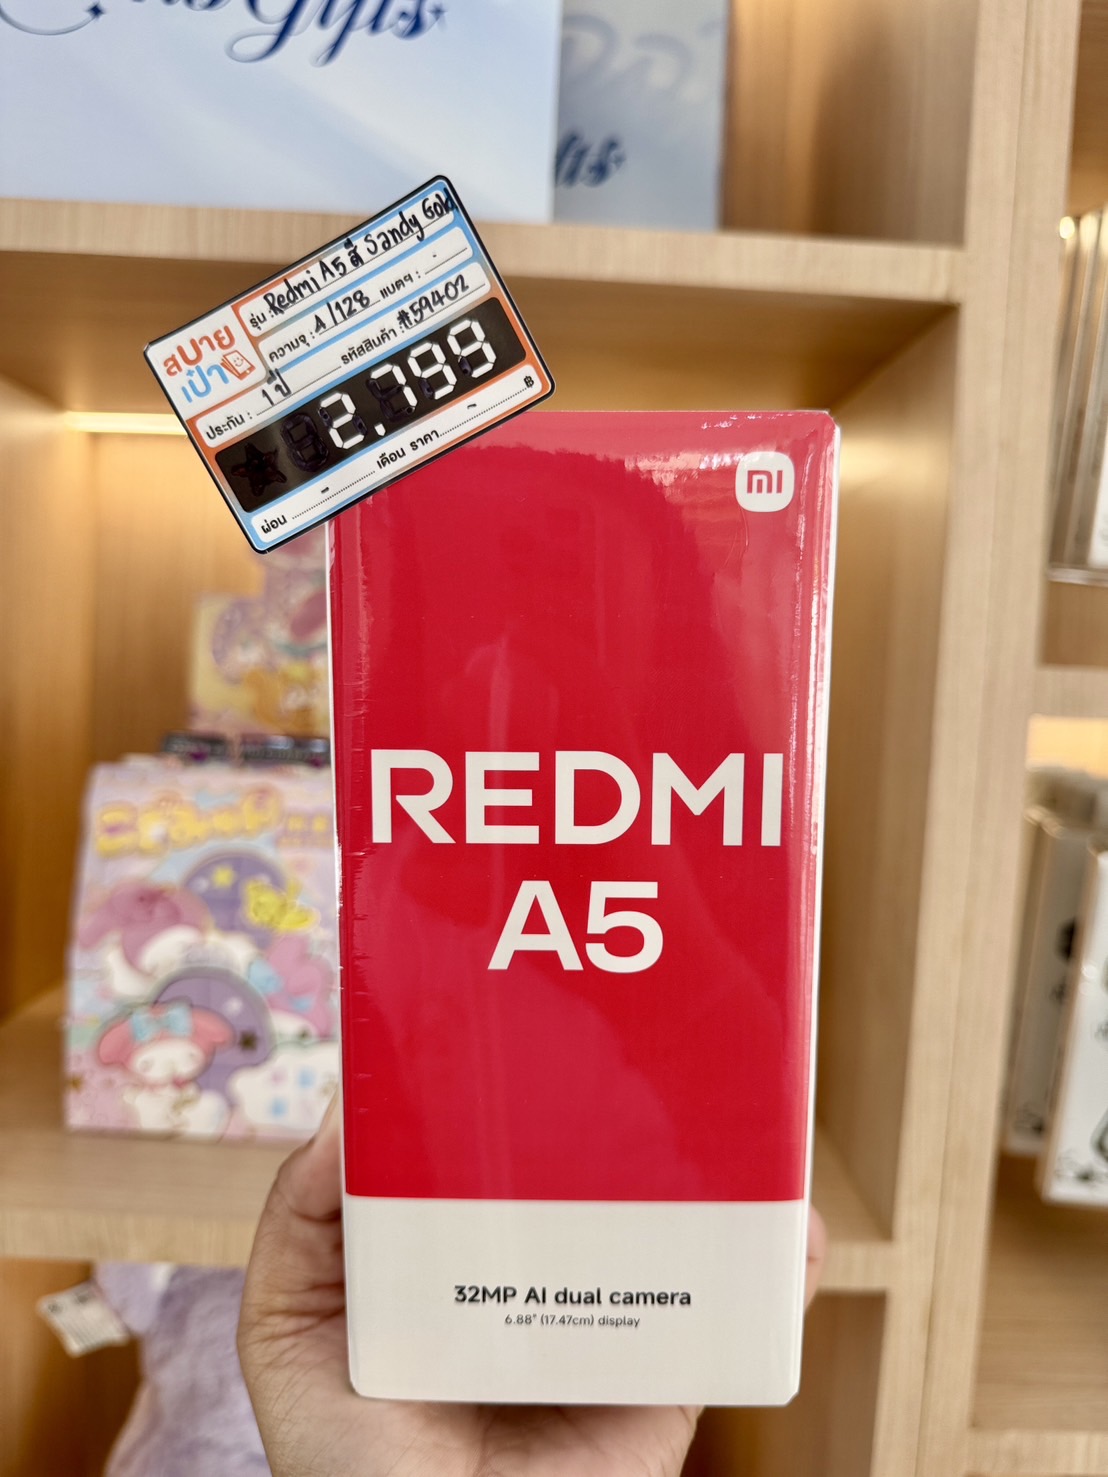 Gifts
fts
สบาย
เป๋า
รุ่น : Redmi A5 สี Sandy Gold
ความจุ : 4/128 แบตฯ : -
ประกัน : 1 ปี รหัสสินค้า : #59402
2,799
ผ่อน - เดือน ราคา - ฿
mi
REDMI
A5
32MP AI dual camera
6.88" (17.47cm) display